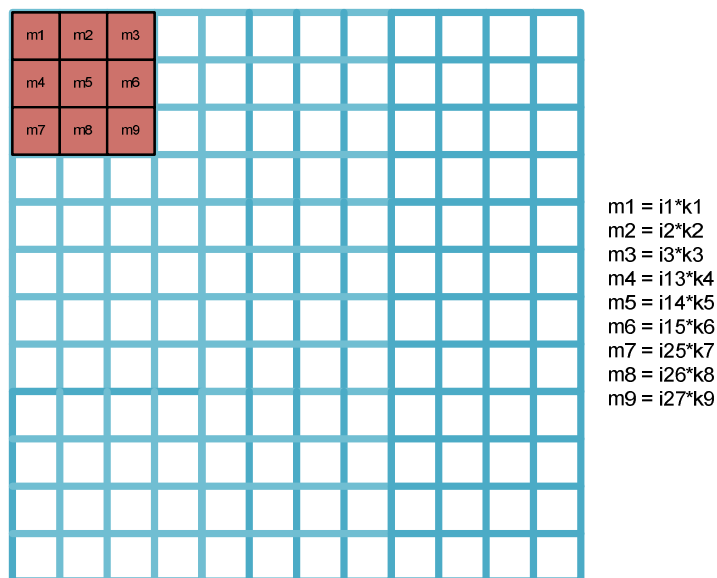 m1 m2 m3
m4 m5 m6
m7 m8 m9
m1 = i1*k1
m2 = i2*k2
m3 = i3*k3
m4 = i13*k4
m5 = i14*k5
m6 = i15*k6
m7 = i25*k7
m8 = i26*k8
m9 = i27*k9